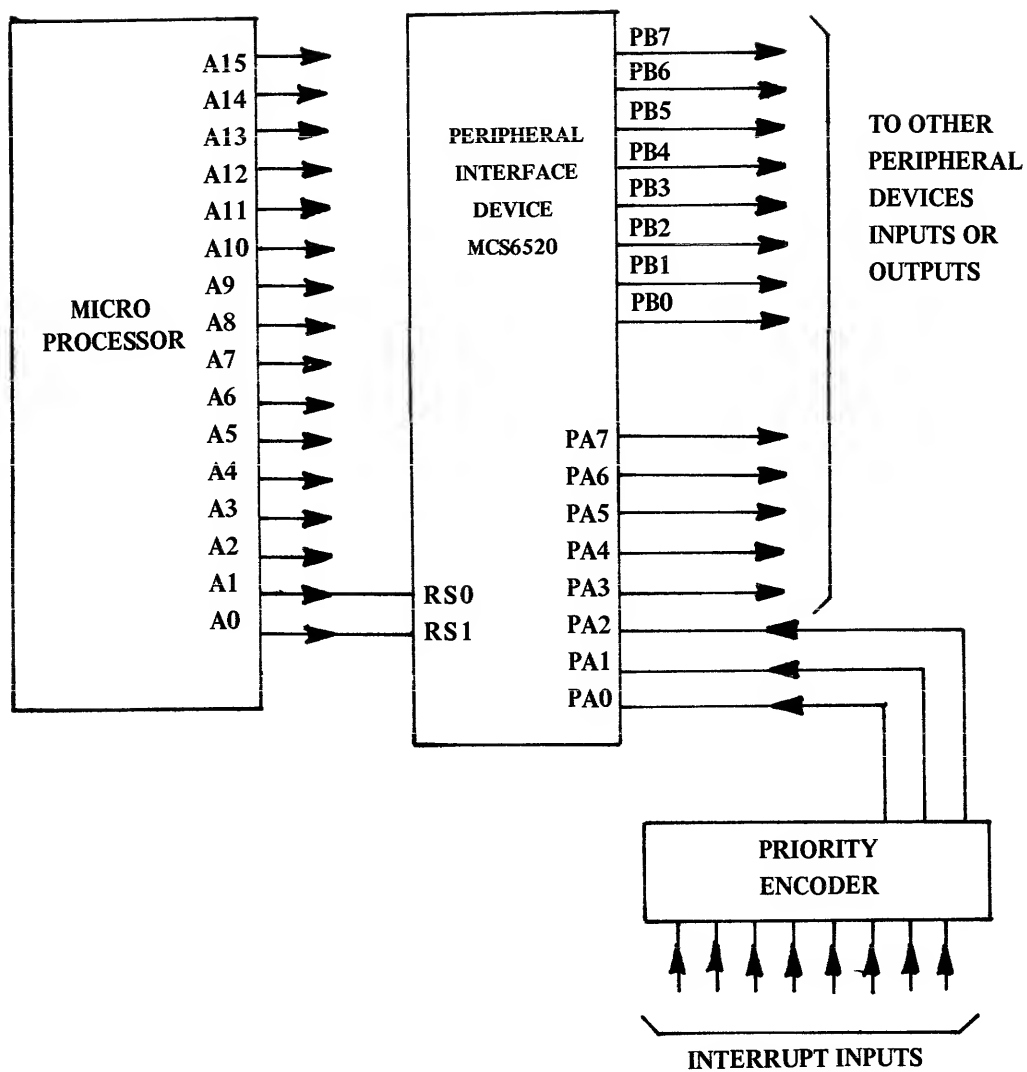 MICRO
PROCESSOR
A15
A14
A13
A12
A11
A10
A9
A8
A7
A6
A5
A4
A3
A2
A1
A0
PERIPHERAL
INTERFACE
DEVICE
MCS6520
RS0
RS1
PB7
PB6
PB5
PB4
PB3
PB2
PB1
PB0
PA7
PA6
PA5
PA4
PA3
PA2
PA1
PA0
TO OTHER
PERIPHERAL
DEVICES
INPUTS OR
OUTPUTS
PRIORITY
ENCODER
INTERRUPT INPUTS